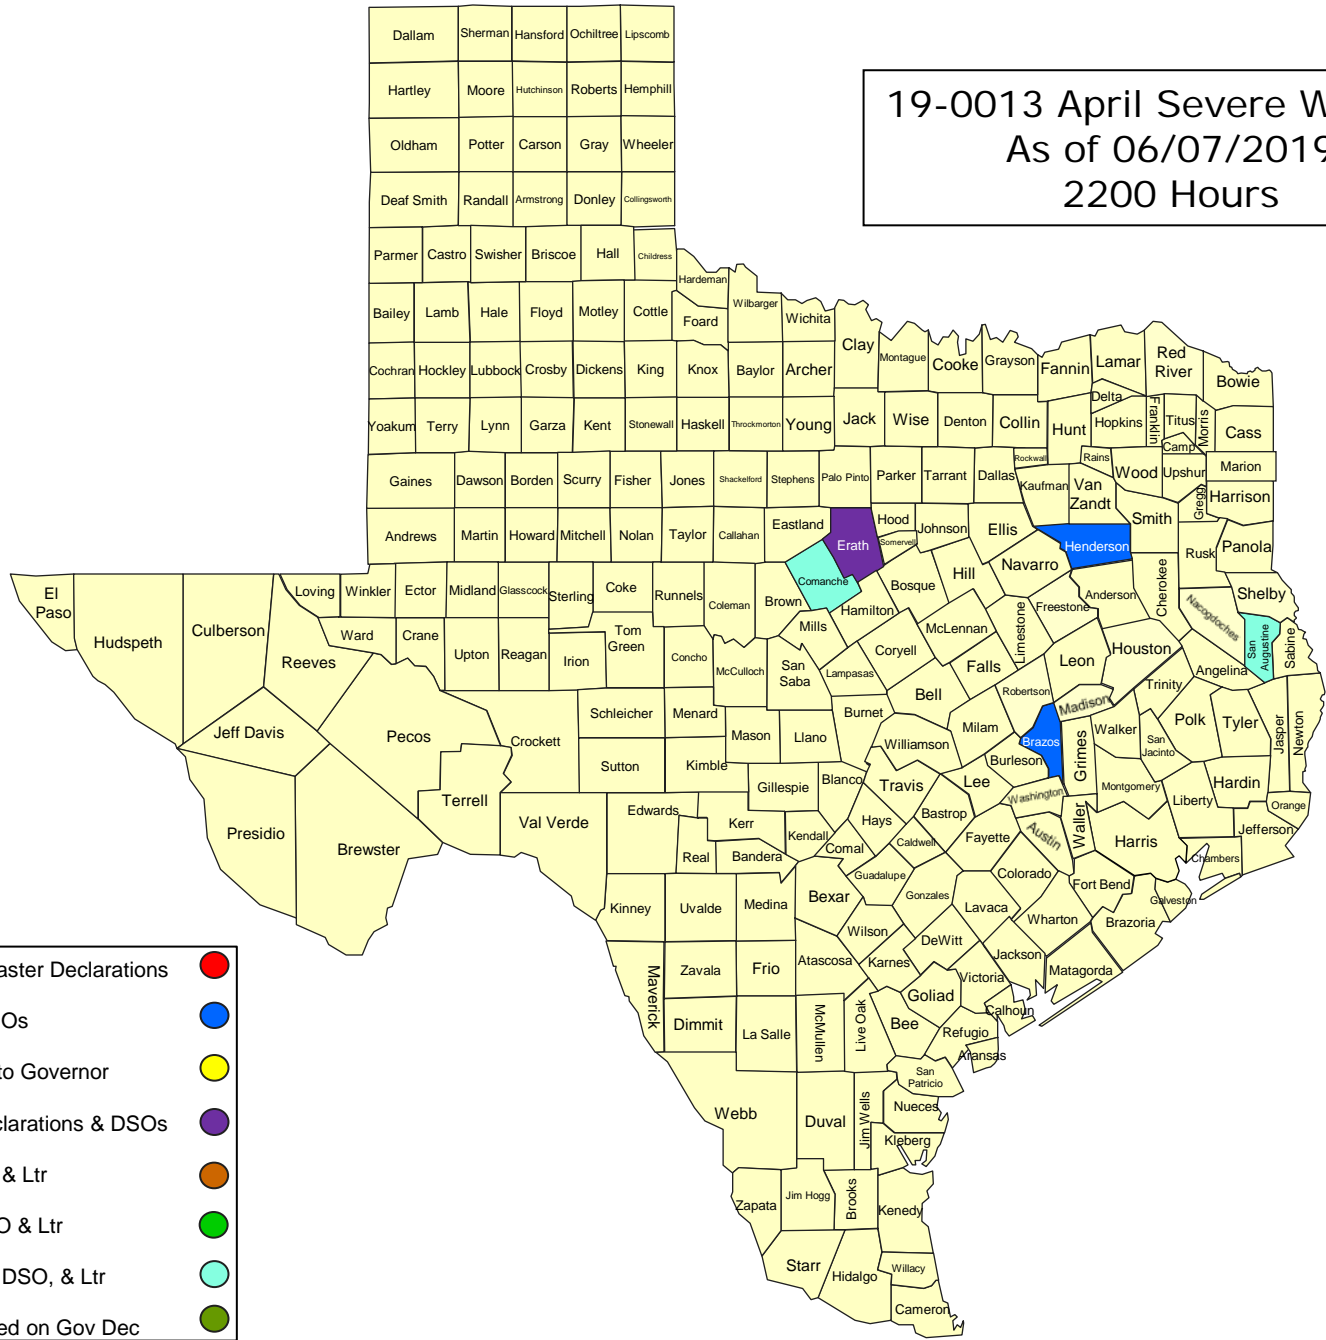 19-0013 April Severe W
As of 06/07/2019
2200 Hours
Dallam Sherman Hansford Ochiltree Lipscomb
Hartley Moore Hutchinson Roberts Hemphill
Oldham Potter Carson Gray Wheeler
Deaf Smith Randall Armstrong Donley Collingsworth
Parmer Castro Swisher Briscoe Hall Childress
Hardeman
Bailey Lamb Hale Floyd Motley Cottle Foard Wilbarger Wichita
Clay Montague Cooke Grayson Fannin Lamar Red River Bowie
Cochran Hockley Lubbock Crosby Dickens King Knox Baylor Archer
Delta
Yoakum Terry Lynn Garza Kent Stonewall Haskell Throckmorton Young Jack Wise Denton Collin Hunt Hopkins Franklin Titus Morris Cass
Camp
Rockwall Rains Wood Upshur Marion
Gaines Dawson Borden Scurry Fisher Jones Shackelford Stephens Palo Pinto Parker Tarrant Dallas Kaufman Van Zandt Gregg Harrison
Smith
Andrews Martin Howard Mitchell Nolan Taylor Callahan Eastland Erath Hood Somervell Johnson Ellis Henderson Rusk Panola
El Paso Hudspeth Culberson Loving Winkler Ector Midland Glasscock Sterling Coke Runnels Coleman Brown Comanche Hamilton Bosque Hill Navarro Freestone Anderson Cherokee Nacogdoches Shelby
Reeves Ward Crane Upton Reagan Irion Tom Green Concho McCulloch San Saba Mills Lampasas Coryell McLennan Limestone Falls Leon Houston Angelina San Augustine Sabine
Jeff Davis Pecos Crockett Schleicher Menard Mason Llano Burnet Bell Milam Robertson Madison Trinity
Brazos Grimes Walker San Jacinto Polk Tyler Jasper Newton
Terrell Sutton Kimble Gillespie Blanco Williamson Travis Lee Burleson Washington Montgomery Liberty Hardin Orange
Presidio Brewster Val Verde Edwards Real Kerr Bandera Kendall Comal Hays Caldwell Bastrop Fayette Austin Waller Harris Jefferson Chambers
Kinney Uvalde Medina Bexar Guadalupe Gonzales Lavaca Colorado Fort Bend Wharton Brazoria Galveston
Maverick Zavala Frio Atascosa Wilson Karnes DeWitt Jackson Matagorda
Dimmit La Salle McMullen Live Oak Bee Goliad Victoria Calhoun Refugio Aransas
San Patricio
Webb Duval Jim Wells Nueces Kleberg
Zapata Jim Hogg Brooks Kenedy
Starr Hidalgo Willacy Cameron
aster Declarations
Os
to Governor
clarations & DSOs
& Ltr
O & Ltr
DSO, & Ltr
ed on Gov Dec